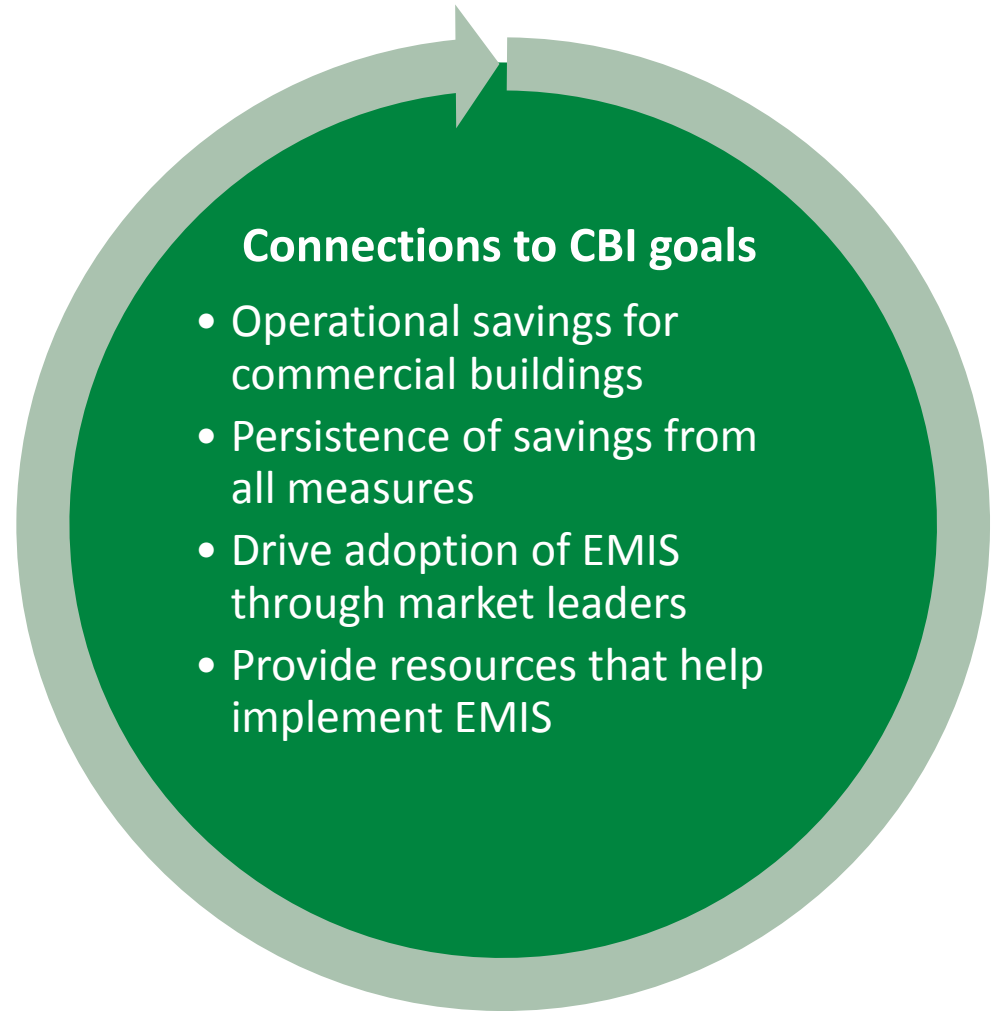 Connections to CBI goals
• Operational savings for
commercial buildings
• Persistence of savings from
all measures
• Drive adoption of EMIS
through market leaders
• Provide resources that help
implement EMIS